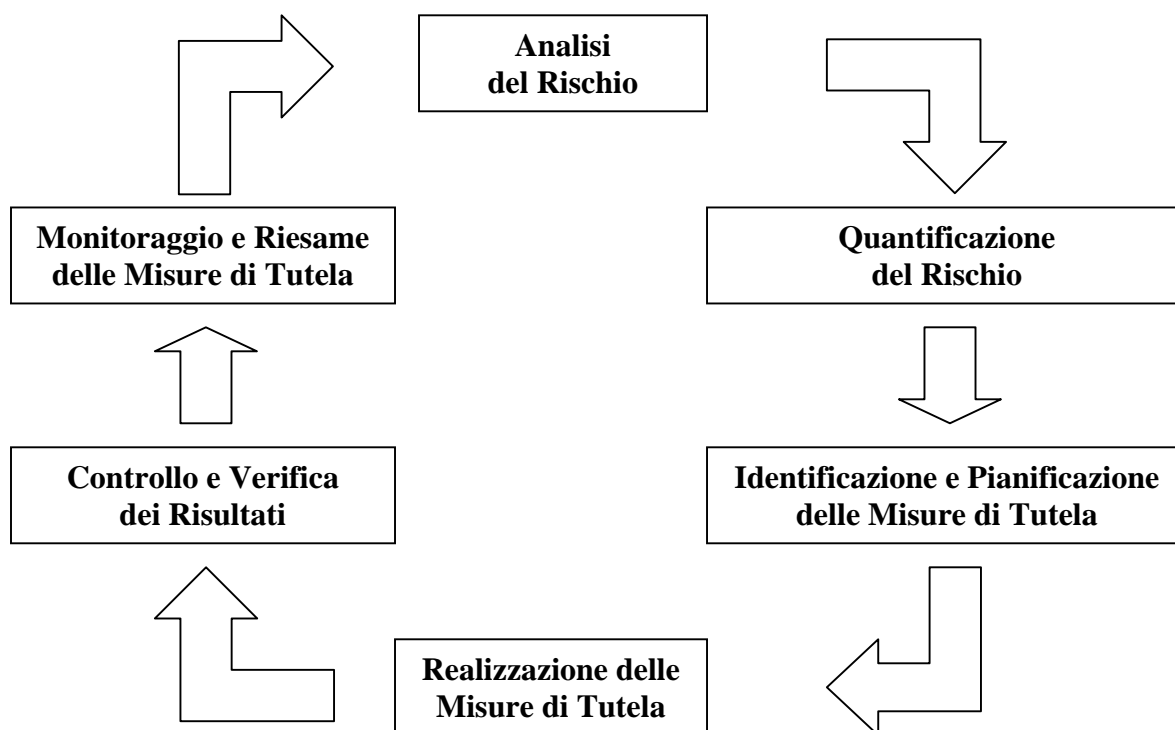 Analisi
del Rischio
Quantificazione
del Rischio
Identificazione e Pianificazione
delle Misure di Tutela
Realizzazione delle
Misure di Tutela
Controllo e Verifica
dei Risultati
Monitoraggio e Riesame
delle Misure di Tutela